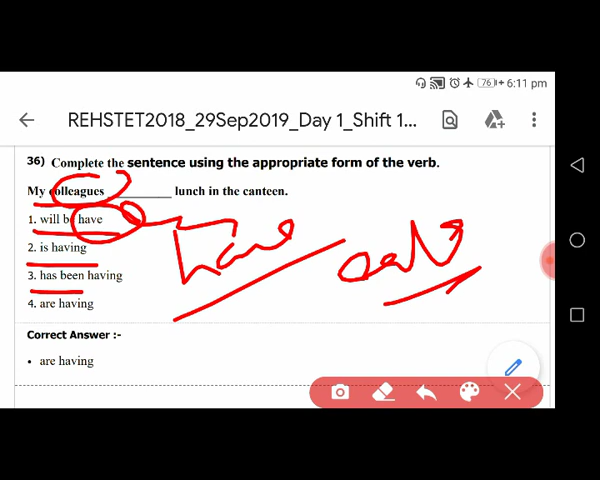 76 6:11 pm
REHSTET2018_29Sep2019_Day 1_Shift 1...
36) Complete the sentence using the appropriate form of the verb.
My colleagues __________ lunch in the canteen.
1. will be have
2. is having
3. has been having
4. are having
have
Correct Answer :-
• are having